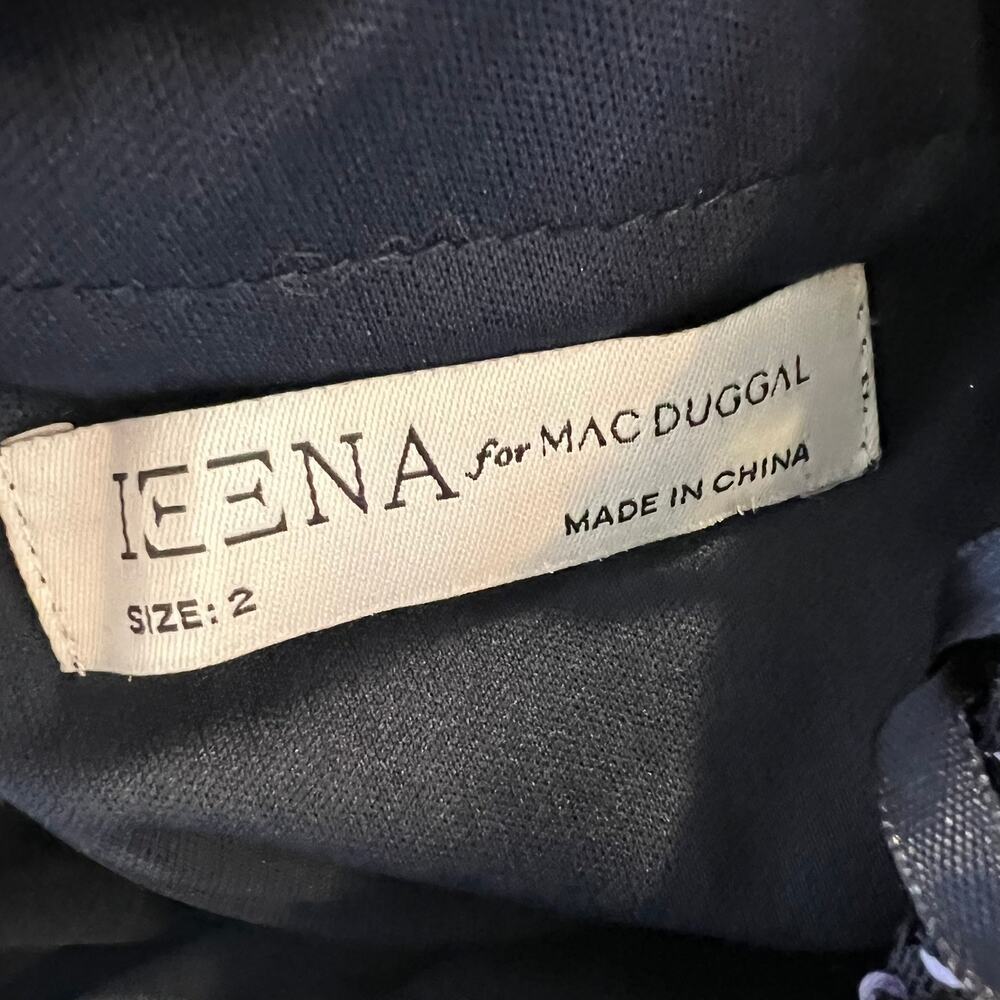 IEENA for MAC DUGGAL
MADE IN CHINA
SIZE: 2